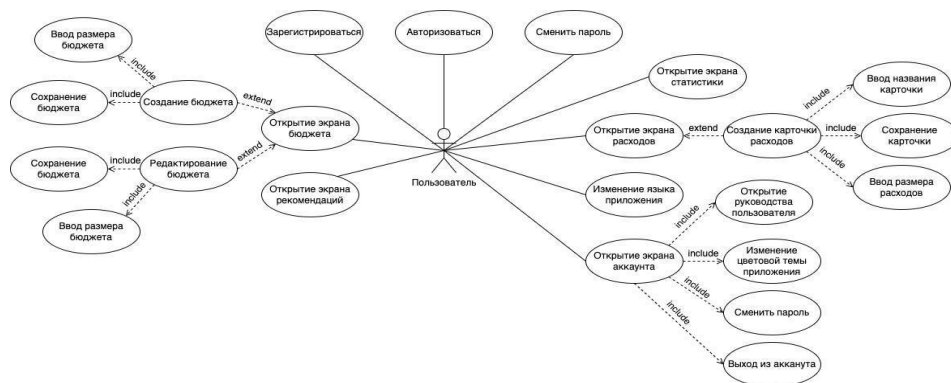 Зарегистрироваться
Авторизоваться
Сменить пароль
Ввод размера
бюджета
include
Сохранение
бюджета
include
Создание бюджета
extend
Открытие экрана
бюджета
Сохранение
бюджета
include
Редактирование
бюджета
extend
include
Ввод размера
бюджета
Открытие экрана
рекомендаций
Пользователь
Открытие экрана
статистики
Открытие экрана
расходов
extend
Создание карточки
расходов
include
Ввод названия
карточки
include
Сохранение
карточки
include
Ввод размера
расходов
Изменение языка
приложения
Открытие экрана
аккаунта
include
Открытие
руководства
пользователя
include
Изменение
цветовой темы
приложения
include
Сменить пароль
include
Выход из акканута